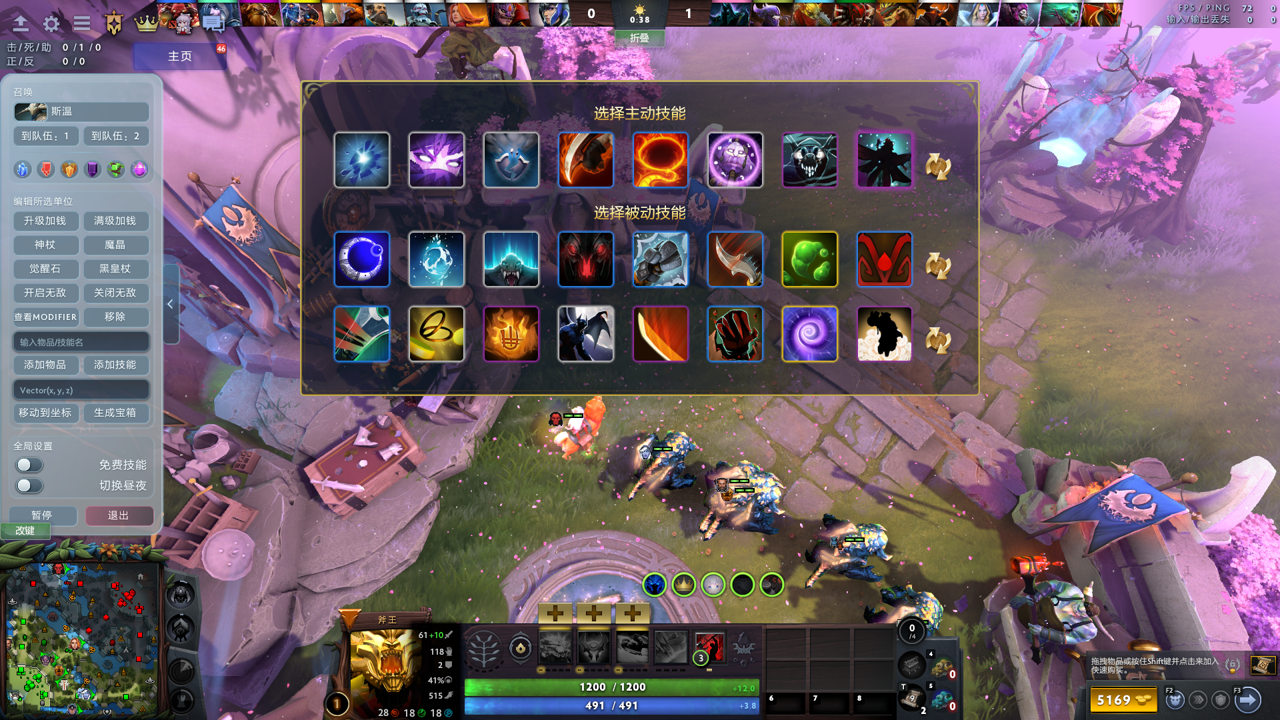 0
0:38
1
折叠
FPS / PING 72 0
输入/输出丢失 0 0
击/死/助 0 / 1 / 0
正/反 0 / 0
主页
46
召唤
斯温
到队伍: 1
到队伍: 2
编辑所选单位
升级加钱
满级加钱
神杖
魔晶
觉醒石
黑皇杖
开启无敌
关闭无敌
查看MODIFIER
移除
输入物品/技能名
添加物品
添加技能
Vector(x, y, z)
移动到坐标
生成宝箱
全局设置
免费技能
切换昼夜
暂停
退出
改键
选择主动技能
选择被动技能
斧王
61+10
118
2
41%
515
1
28 18 18
3
1200 / 1200
+12.0
491 / 491
+3.8
6
7
8
0
/4
4
0
T
2
5
0
拖拽物品或按住Shift键并点击来加入
快速购买。
5169
F2
F3